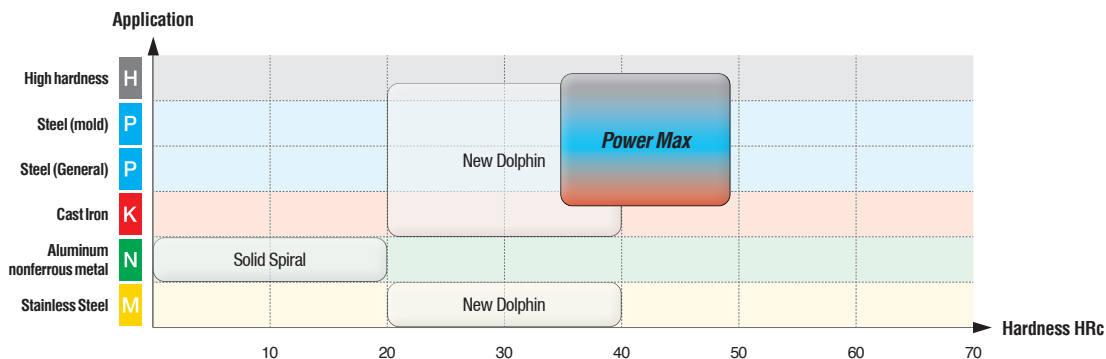 Application
High hardness H
Steel (mold) P
Steel (General) P
Cast Iron K
Aluminum
nonferrous metal N
Stainless Steel M
New Dolphin
Power Max
Solid Spiral
New Dolphin
10 20 30 40 50 60 70
Hardness HRc